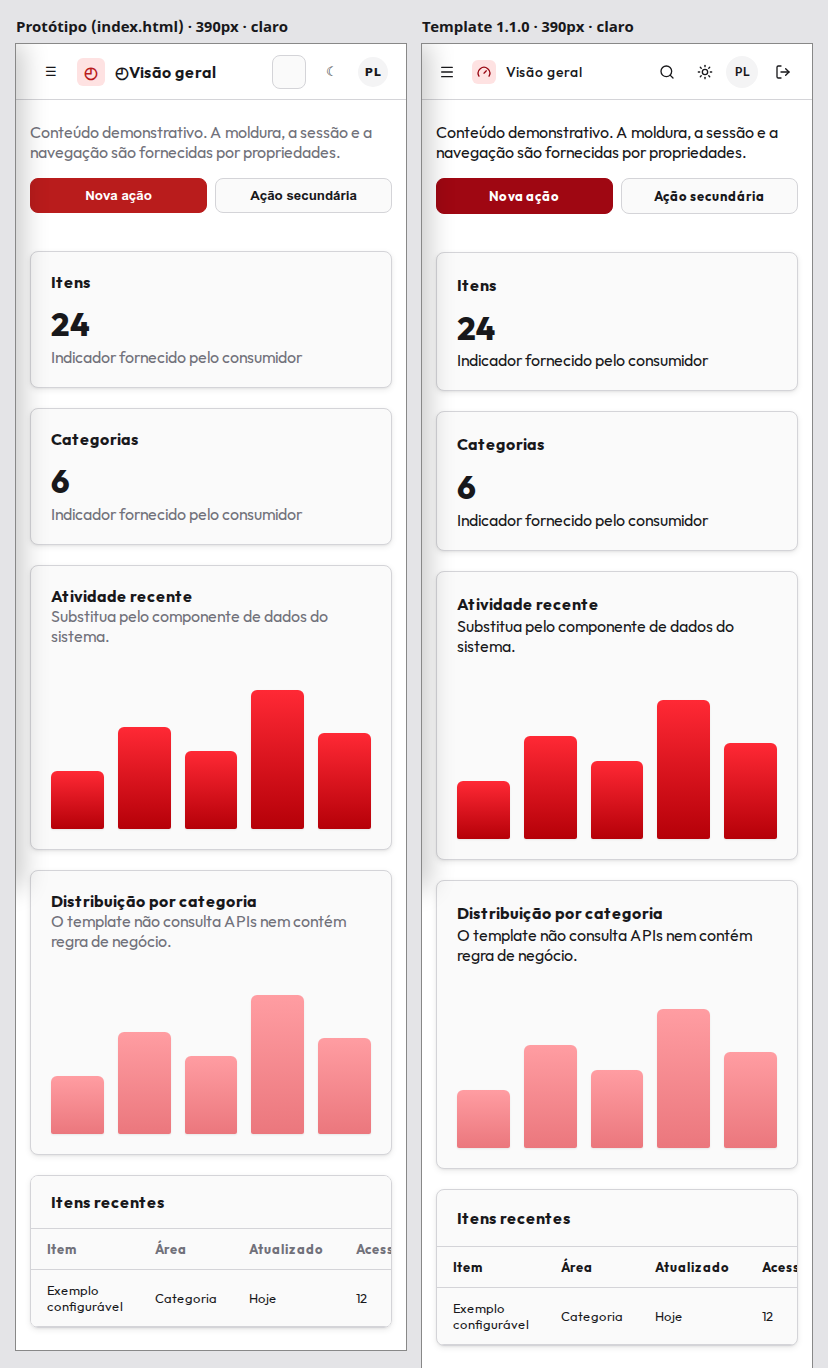 Protótipo (index.html) · 390px · claro
☰ ◴ ◴Visão geral ☾ PL
Conteúdo demonstrativo. A moldura, a sessão e a
navegação são fornecidas por propriedades.
Nova ação Ação secundária
Itens
24
Indicador fornecido pelo consumidor
Categorias
6
Indicador fornecido pelo consumidor
Atividade recente
Substitua pelo componente de dados do
sistema.
Distribuição por categoria
O template não consulta APIs nem contém
regra de negócio.
Itens recentes
Item Área Atualizado Acess
Exemplo
configurável Categoria Hoje 12
Template 1.1.0 · 390px · claro
Visão geral PL
Conteúdo demonstrativo. A moldura, a sessão e a
navegação são fornecidas por propriedades.
Nova ação Ação secundária
Itens
24
Indicador fornecido pelo consumidor
Categorias
6
Indicador fornecido pelo consumidor
Atividade recente
Substitua pelo componente de dados do
sistema.
Distribuição por categoria
O template não consulta APIs nem contém
regra de negócio.
Itens recentes
Item Área Atualizado Acess
Exemplo
configurável Categoria Hoje 12